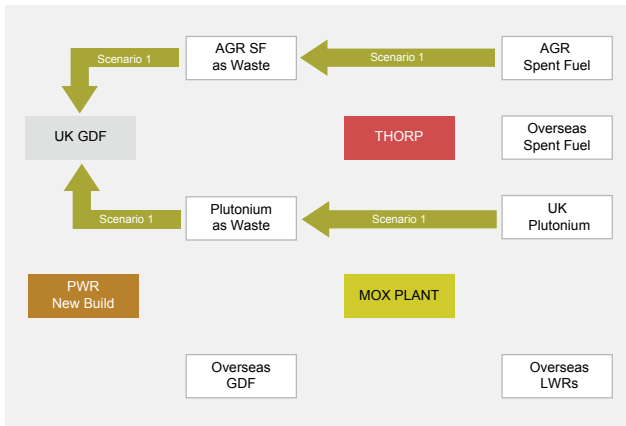 AGR SF
as Waste
Scenario 1
Scenario 1
AGR
Spent Fuel
UK GDF
THORP
Overseas
Spent Fuel
Scenario 1
Plutonium
as Waste
Scenario 1
UK
Plutonium
PWR
New Build
MOX PLANT
Overseas
GDF
Overseas
LWRs